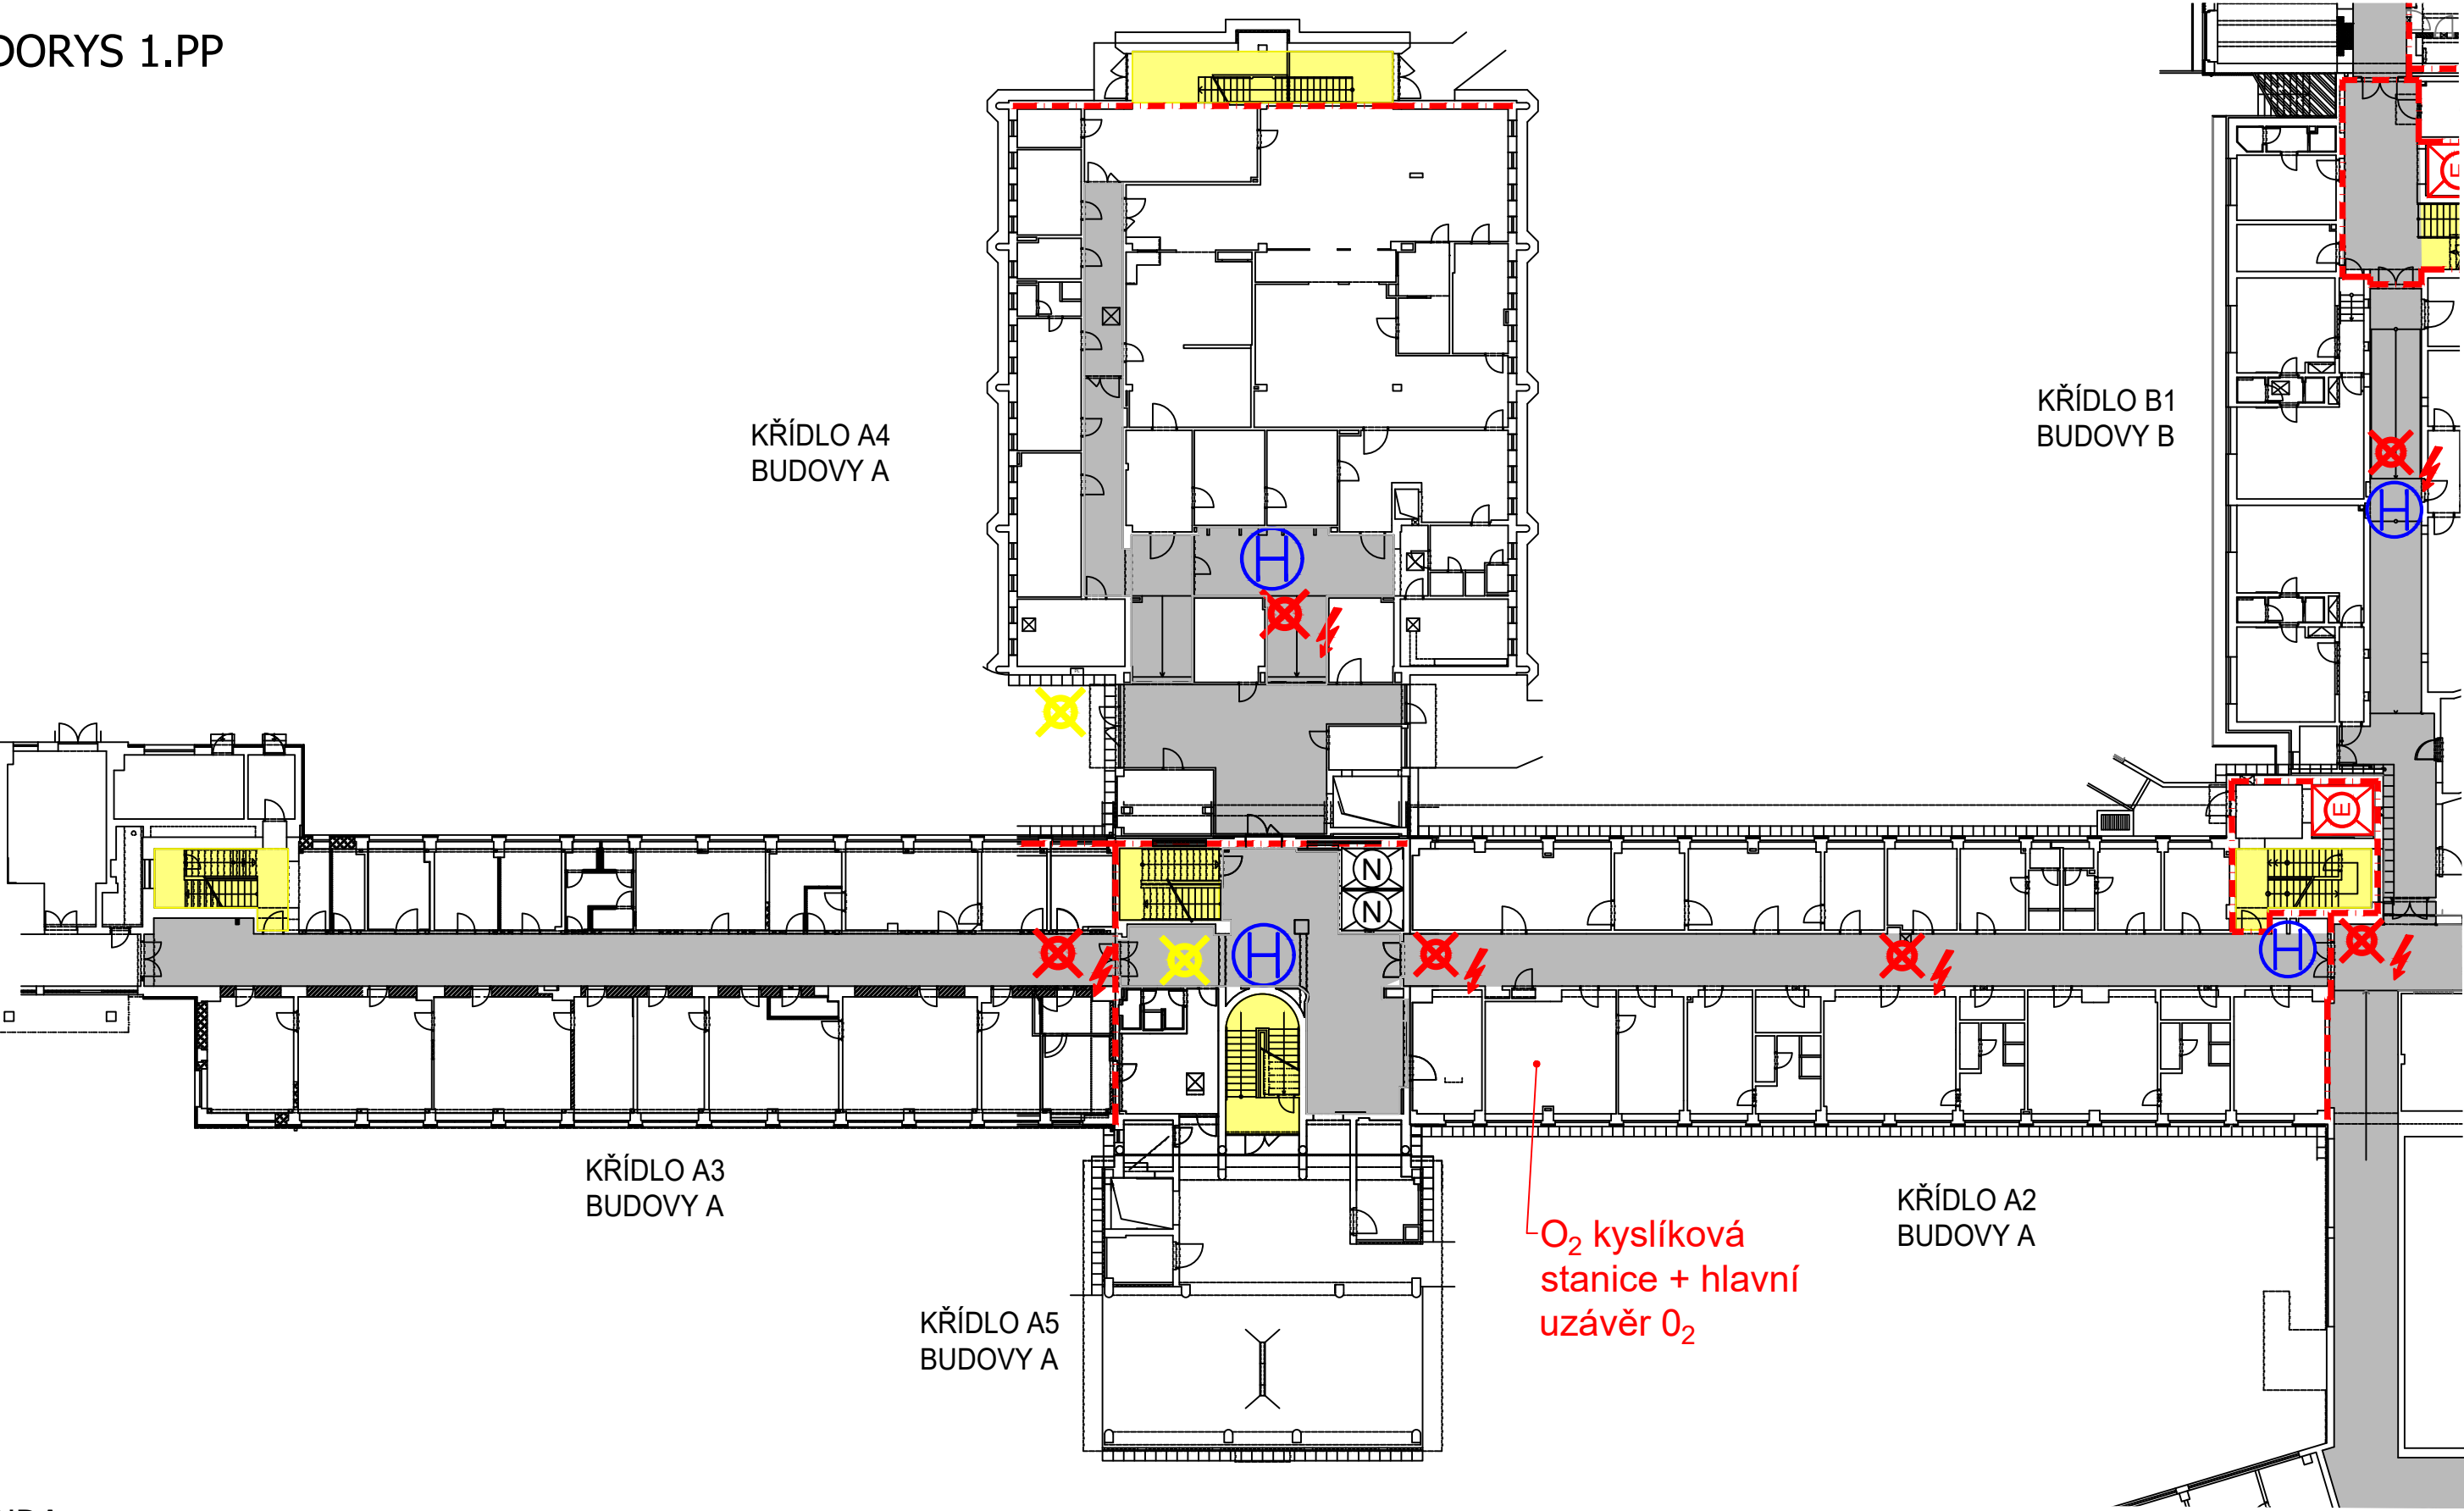 DORYS 1.PP
KŘÍDLO A4
BUDOVY A
KŘÍDLO B1
BUDOVY B
E
H
H
E
N
N
H
H
KŘÍDLO A3
BUDOVY A
KŘÍDLO A2
BUDOVY A
O₂ kyslíková
stanice + hlavní
uzávěr 0₂
KŘÍDLO A5
BUDOVY A